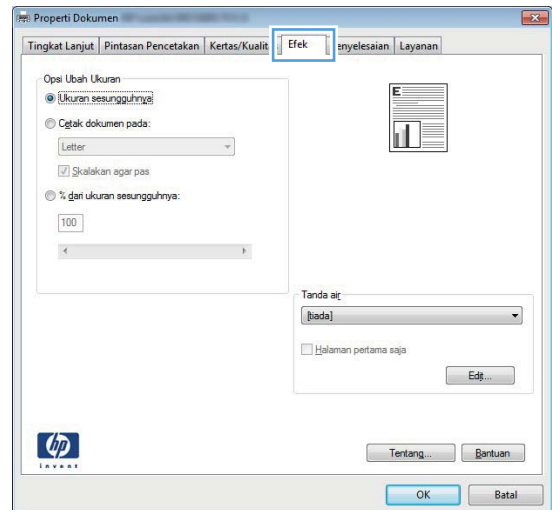 Properti Dokumen
Tingkat Lanjut Pintasan Pencetakan Kertas/Kualit Efek enyelesaian Layanan
Opsi Ubah Ukuran
Ukuran sesungguhnya
Cetak dokumen pada:
Letter
Skalakan agar pas
% dari ukuran sesungguhnya:
100
E
Tanda air
[tiada]
Halaman pertama saja
Edit...
hp
invent
Tentang... Bantuan
OK Batal